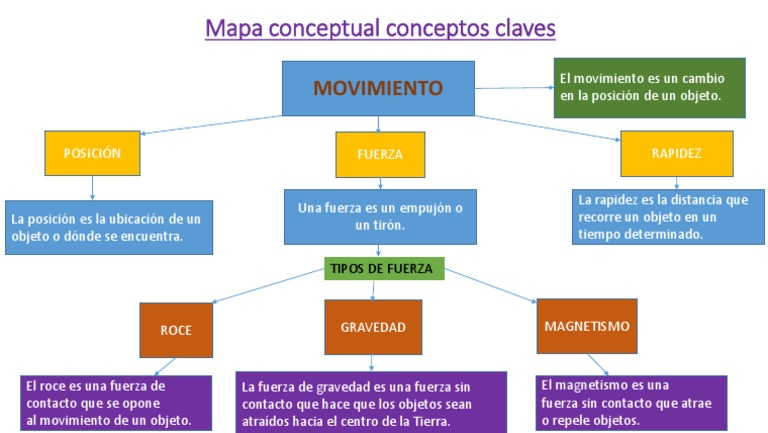 Mapa conceptual conceptos claves
MOVIMIENTO
El movimiento es un cambio
en la posición de un objeto.
POSICIÓN
FUERZA
RAPIDEZ
La posición es la ubicación de un
objeto o dónde se encuentra.
Una fuerza es un empujón o
un tirón.
La rapidez es la distancia que
recorre un objeto en un
tiempo determinado.
TIPOS DE FUERZA
ROCE
GRAVEDAD
MAGNETISMO
El roce es una fuerza de
contacto que se opone
al movimiento de un objeto.
La fuerza de gravedad es una fuerza sin
contacto que hace que los objetos sean
atraídos hacia el centro de la Tierra.
El magnetismo es una
fuerza sin contacto que atrae
o repele objetos.